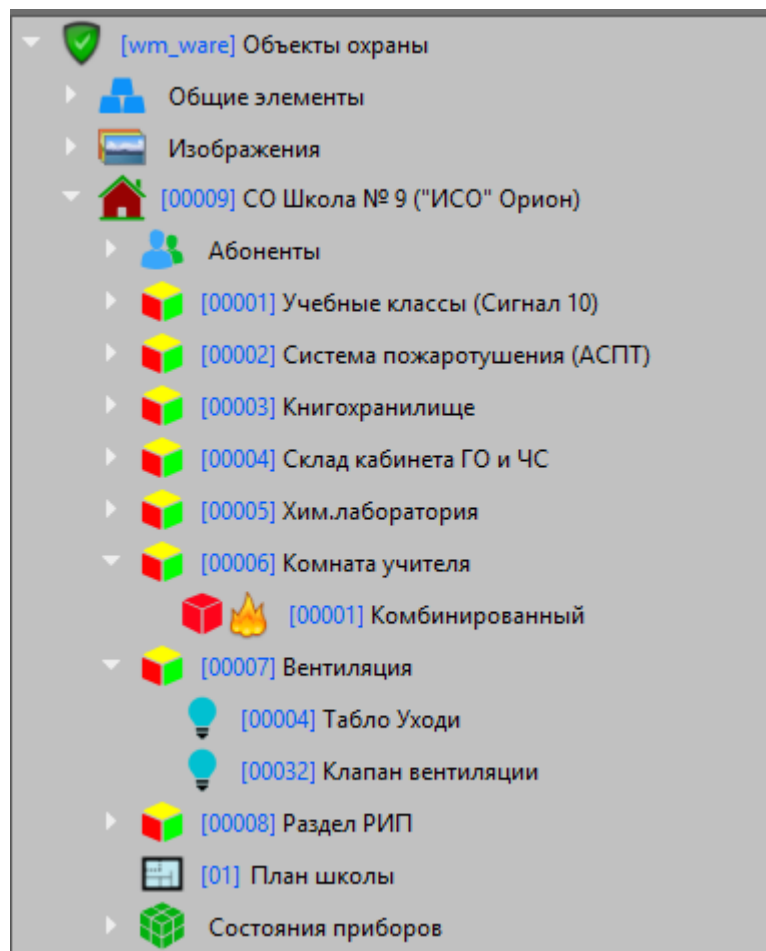 [wm_ware] Объекты охраны
Общие элементы
Изображения
[00009] СО Школа № 9 ("ИСО" Орион)
Абоненты
[00001] Учебные классы (Сигнал 10)
[00002] Система пожаротушения (АСПТ)
[00003] Книгохранилище
[00004] Склад кабинета ГО и ЧС
[00005] Хим.лаборатория
[00006] Комната учителя
[00001] Комбинированный
[00007] Вентиляция
[00004] Табло Уходи
[00032] Клапан вентиляции
[00008] Раздел РИП
[01] План школы
Состояния приборов